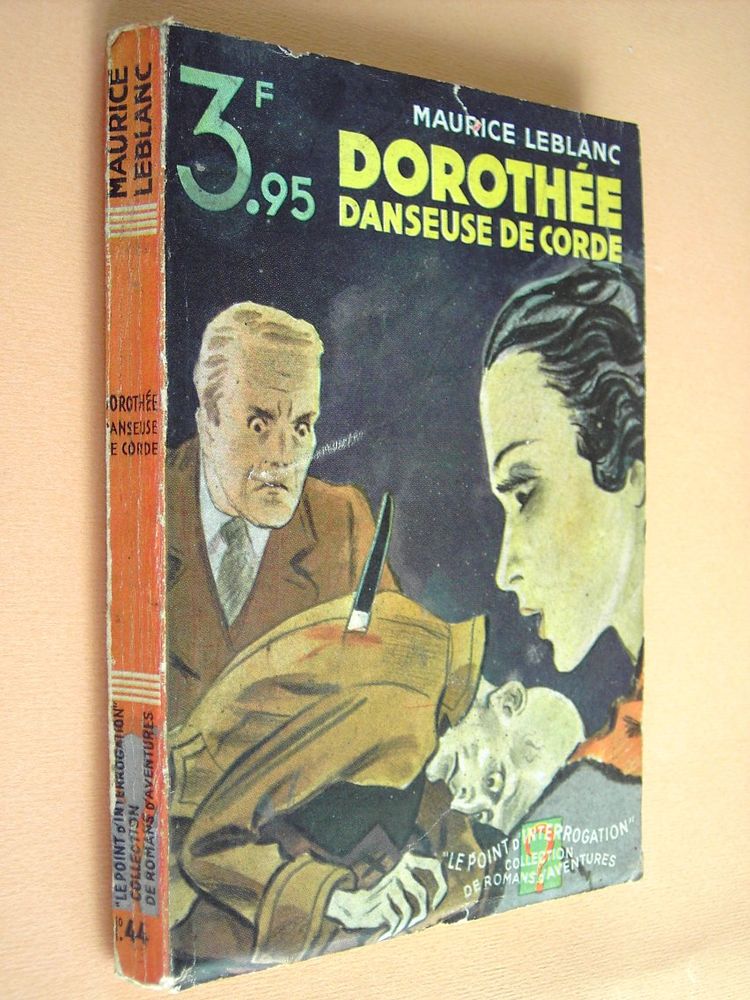 MAURICE
LEBLANC
DOROTHÉE
DANSEUSE
DE CORDE
"LE POINT D'INTERROGATION"
COLLECTION
DE ROMANS D'AVENTURES
44
3F.95
MAURICE LEBLANC
DOROTHÉE
DANSEUSE DE CORDE
?
"LE POINT D'INTERROGATION"
COLLECTION
DE ROMANS D'AVENTURES